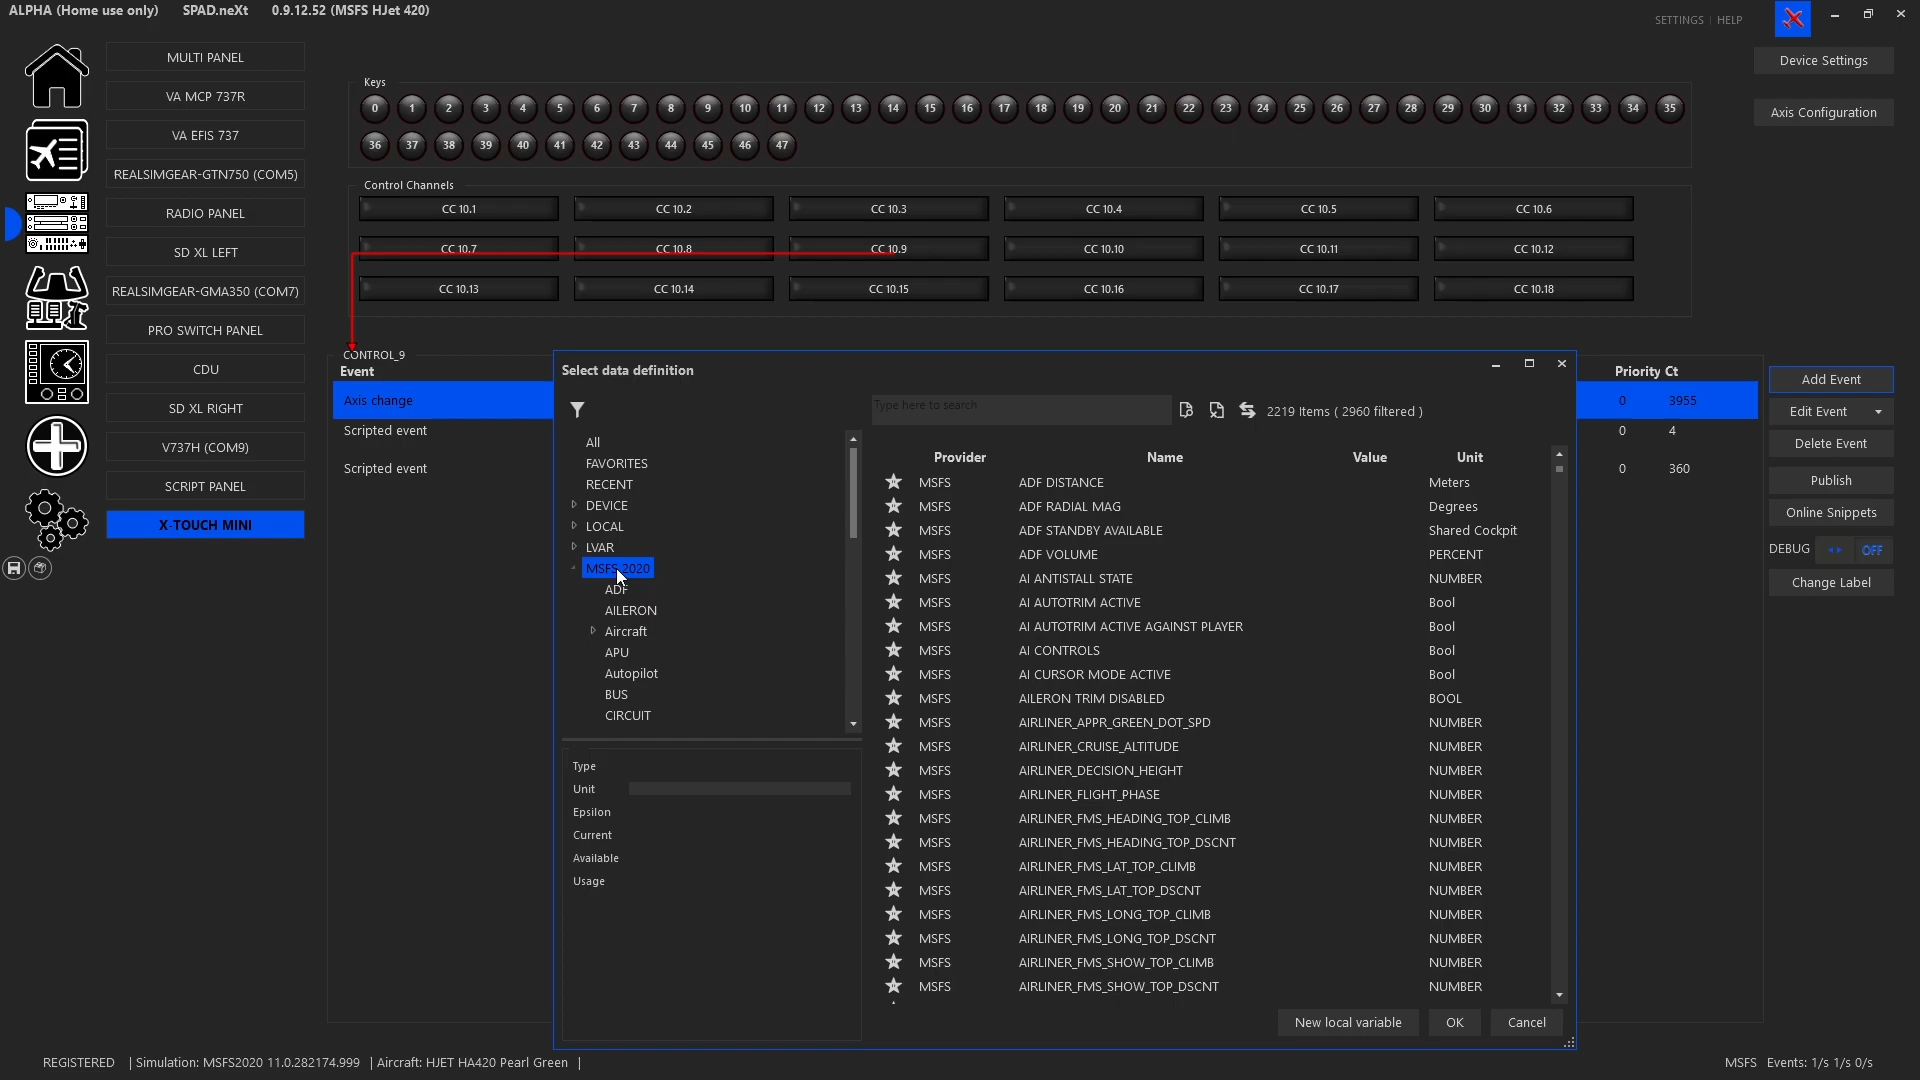 ALPHA (Home use only) SPAD.neXt 0.9.12.52 (MSFS HJet 420)
SETTINGS | HELP
MULTI PANEL
VA MCP 737R
VA EFIS 737
REALSIMGEAR-GTN750 (COM5)
RADIO PANEL
SD XL LEFT
REALSIMGEAR-GMA350 (COM7)
PRO SWITCH PANEL
CDU
SD XL RIGHT
V737H (COM9)
SCRIPT PANEL
X-TOUCH MINI
Device Settings
Axis Configuration
Keys
0 1 2 3 4 5 6 7 8 9 10 11 12 13 14 15 16 17 18 19 20 21 22 23 24 25 26 27 28 29 30 31 32 33 34 35
36 37 38 39 40 41 42 43 44 45 46 47
Control Channels
CC 10.1 CC 10.2 CC 10.3 CC 10.4 CC 10.5 CC 10.6
CC 10.7 CC 10.8 CC 10.9 CC 10.10 CC 10.11 CC 10.12
CC 10.13 CC 10.14 CC 10.15 CC 10.16 CC 10.17 CC 10.18
CONTROL_9
Event
Axis change
Scripted event
Scripted event
Priority Ct
0 3955
0 4
0 360
Add Event
Edit Event
Delete Event
Publish
Online Snippets
DEBUG OFF
Change Label
Select data definition
Type here to search
2219 Items ( 2960 filtered )
All
FAVORITES
RECENT
DEVICE
LOCAL
LVAR
MSFS 2020
ADF
AILERON
Aircraft
APU
Autopilot
BUS
CIRCUIT
Type
Unit
Epsilon
Current
Available
Usage
Provider Name Value Unit
MSFS ADF DISTANCE Meters
MSFS ADF RADIAL MAG Degrees
MSFS ADF STANDBY AVAILABLE Shared Cockpit
MSFS ADF VOLUME PERCENT
MSFS AI ANTISTALL STATE NUMBER
MSFS AI AUTOTRIM ACTIVE Bool
MSFS AI AUTOTRIM ACTIVE AGAINST PLAYER Bool
MSFS AI CONTROLS Bool
MSFS AI CURSOR MODE ACTIVE Bool
MSFS AILERON TRIM DISABLED BOOL
MSFS AIRLINER_APPR_GREEN_DOT_SPD NUMBER
MSFS AIRLINER_CRUISE_ALTITUDE NUMBER
MSFS AIRLINER_DECISION_HEIGHT NUMBER
MSFS AIRLINER_FLIGHT_PHASE NUMBER
MSFS AIRLINER_FMS_HEADING_TOP_CLIMB NUMBER
MSFS AIRLINER_FMS_HEADING_TOP_DSCNT NUMBER
MSFS AIRLINER_FMS_LAT_TOP_CLIMB NUMBER
MSFS AIRLINER_FMS_LAT_TOP_DSCNT NUMBER
MSFS AIRLINER_FMS_LONG_TOP_CLIMB NUMBER
MSFS AIRLINER_FMS_LONG_TOP_DSCNT NUMBER
MSFS AIRLINER_FMS_SHOW_TOP_CLIMB NUMBER
MSFS AIRLINER_FMS_SHOW_TOP_DSCNT NUMBER
New local variable OK Cancel
REGISTERED | Simulation: MSFS2020 11.0.282174.999 | Aircraft: HJET HA420 Pearl Green |
MSFS Events: 1/s 1/s 0/s